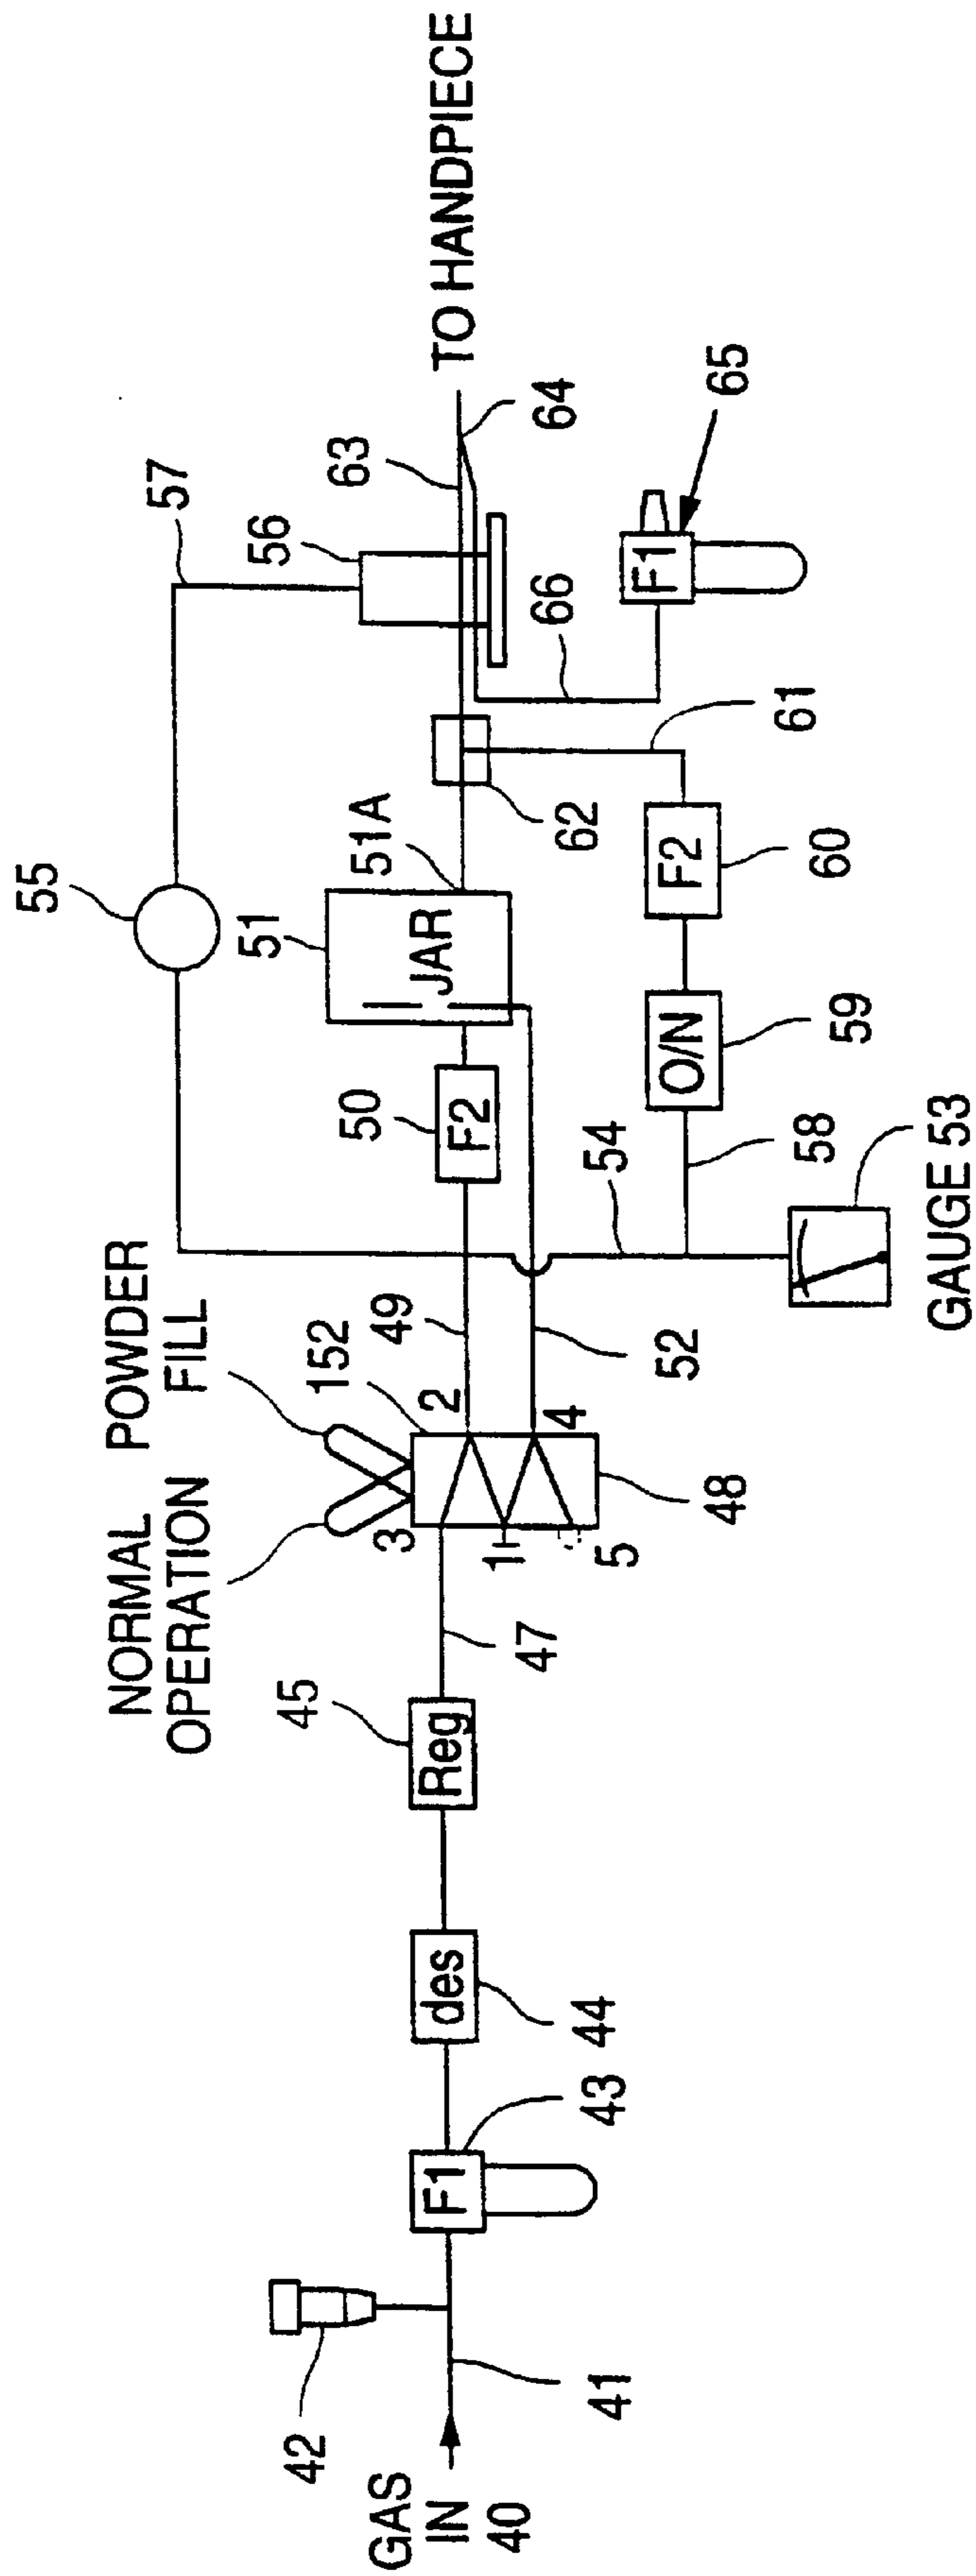 GAS
IN
40
41
42
F1
43
des
44
Reg
45
47
NORMAL
OPERATION
POWDER
FILL
3
1
5
2
4
152
48
49
52
F2
50
JAR
51
51A
54
GAUGE 53
58
O/N
59
F2
60
61
62
55
57
56
63
64
66
F1
65
TO HANDPIECE